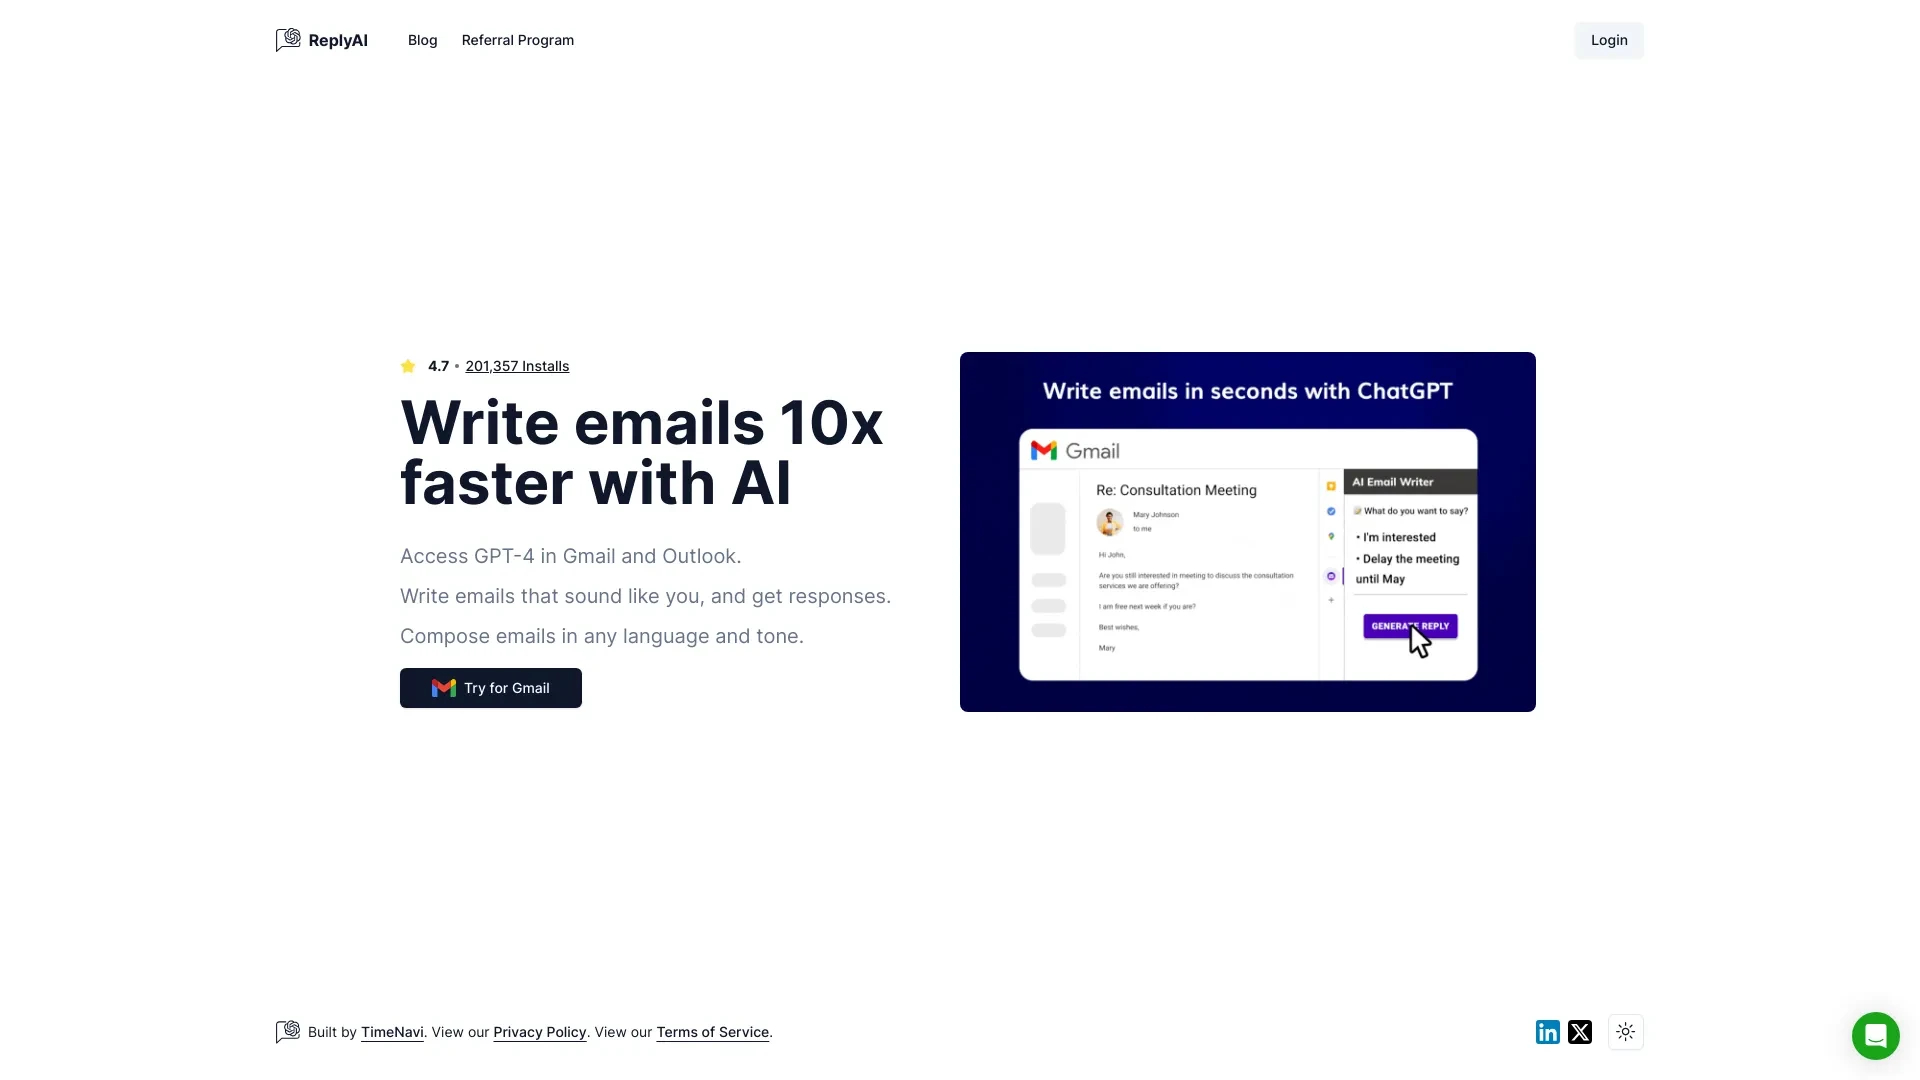 ReplyAI
Blog
Referral Program
Login
4.7 • 201,357 Installs
Write emails 10x
faster with AI
Access GPT-4 in Gmail and Outlook.
Write emails that sound like you, and get responses.
Compose emails in any language and tone.
Try for Gmail
Write emails in seconds with ChatGPT
Gmail
Re: Consultation Meeting
Mary Johnson
to me
Hi John,
Are you still interested in meeting to discuss the consultation
services we are offering?
I am free next week if you are?
Best wishes,
Mary
AI Email Writer
What do you want to say?
• I'm interested
• Delay the meeting
until May
GENERATE REPLY
Built by TimeNavi. View our Privacy Policy. View our Terms of Service.